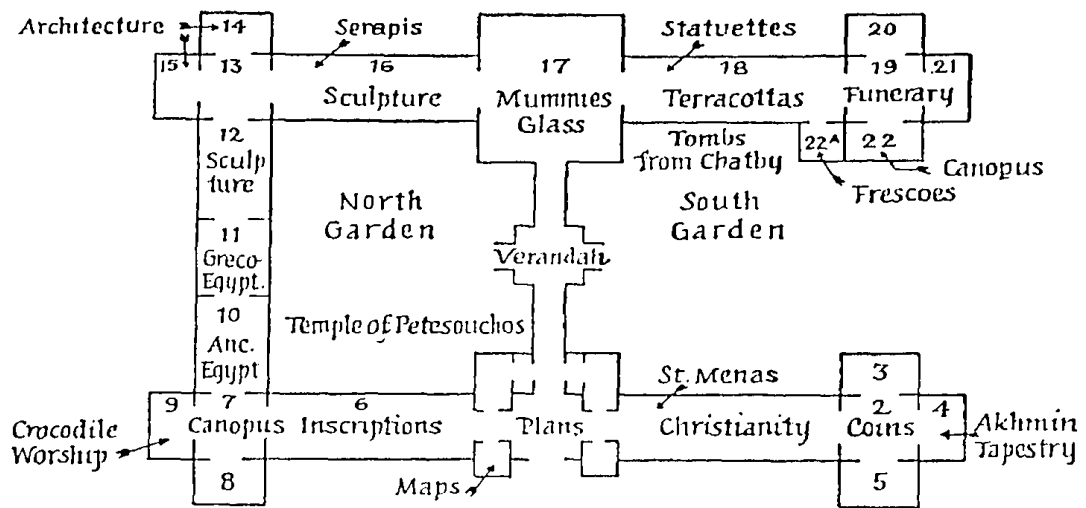 Architecture 14 Serapis Statuettes 20
15 13 16 17 18 19 21
Sculpture Mummies Terracottas Funerary
Glass
12 Tombs 22A 22
Sculp from Chatby Canopus
ture Frescoes
North South
Garden Garden
11
Greco-
Egypt.
Verandah
10 Temple of Petesouchos
Anc.
Egypt
St. Menas 3
9 7 6 2 4
Crocodile Canopus Inscriptions Plans Christianity Coins Akhmin
Worship Tapestry
8 Maps 5